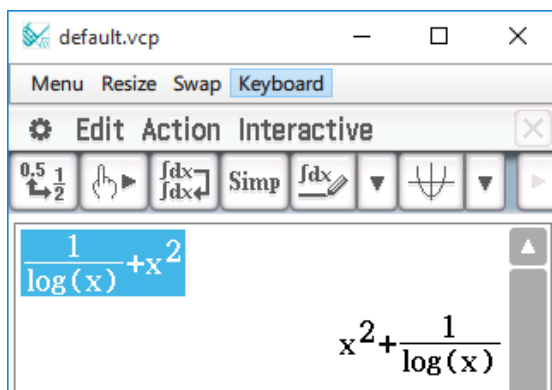 default.vcp
Menu Resize Swap Keyboard
Edit Action Interactive
0.5 1/2 ∫dx ∫dx Simp ∫dx
1/log(x)+x^2
x^2+1/log(x)